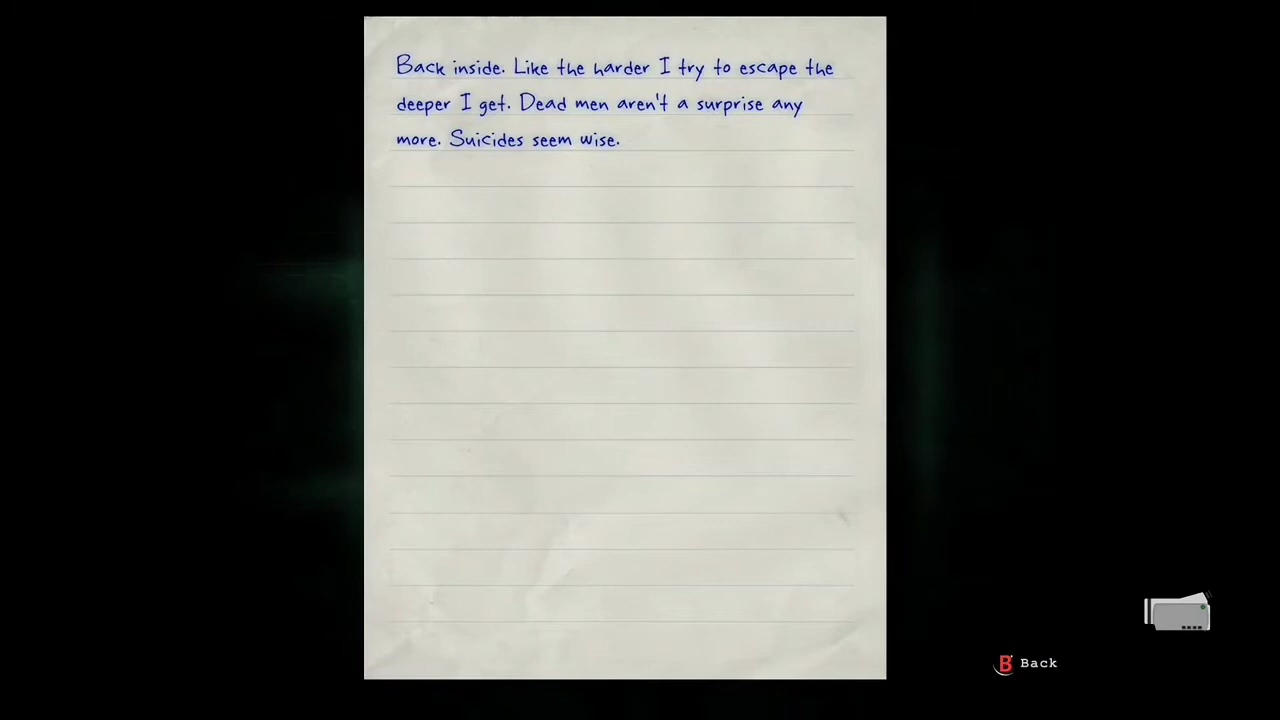 Back inside. Like the harder I try to escape the
deeper I get. Dead men aren't a surprise any
more. Suicides seem wise.
B Back